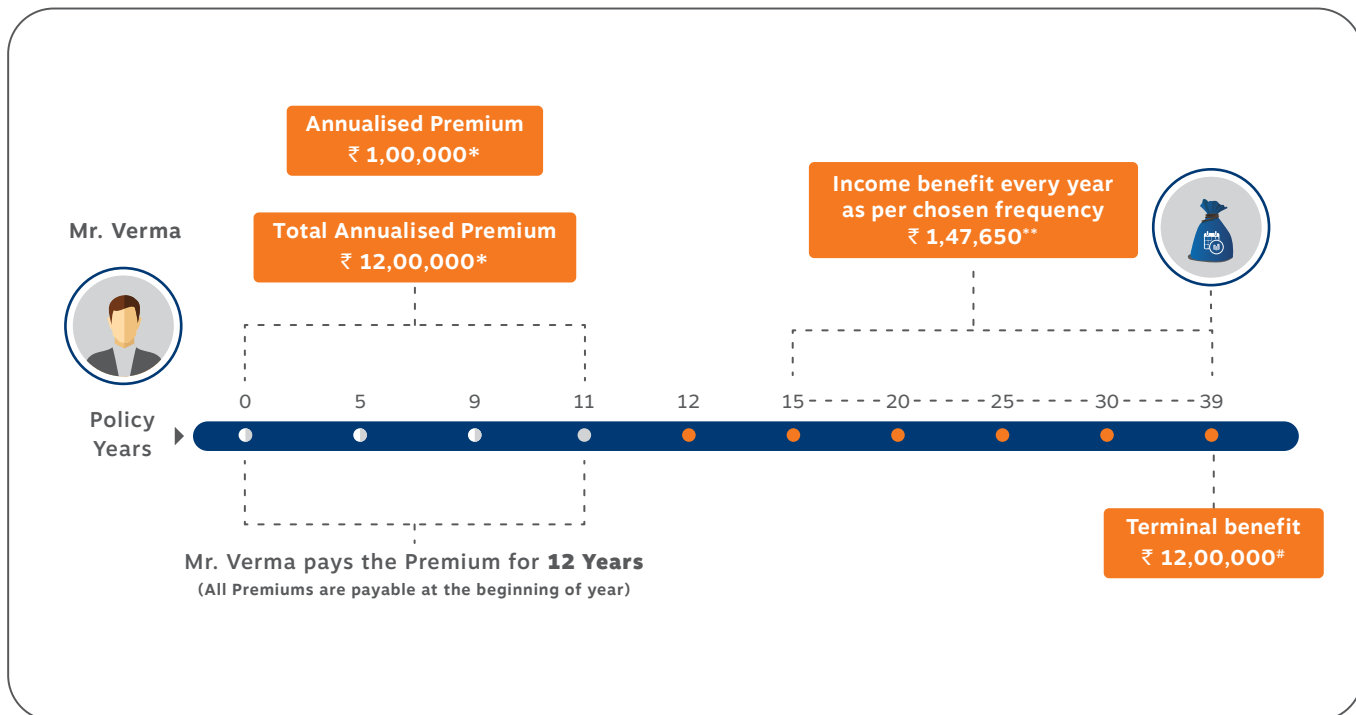 Annualised Premium
₹ 1,00,000*
Income benefit every year
as per chosen frequency
₹ 1,47,650**
Mr. Verma
Total Annualised Premium
₹ 12,00,000*
0 5 9 11 12 15 20 25 30 39
Policy
Years
Terminal benefit
₹ 12,00,000#
Mr. Verma pays the Premium for 12 Years
(All Premiums are payable at the beginning of year)